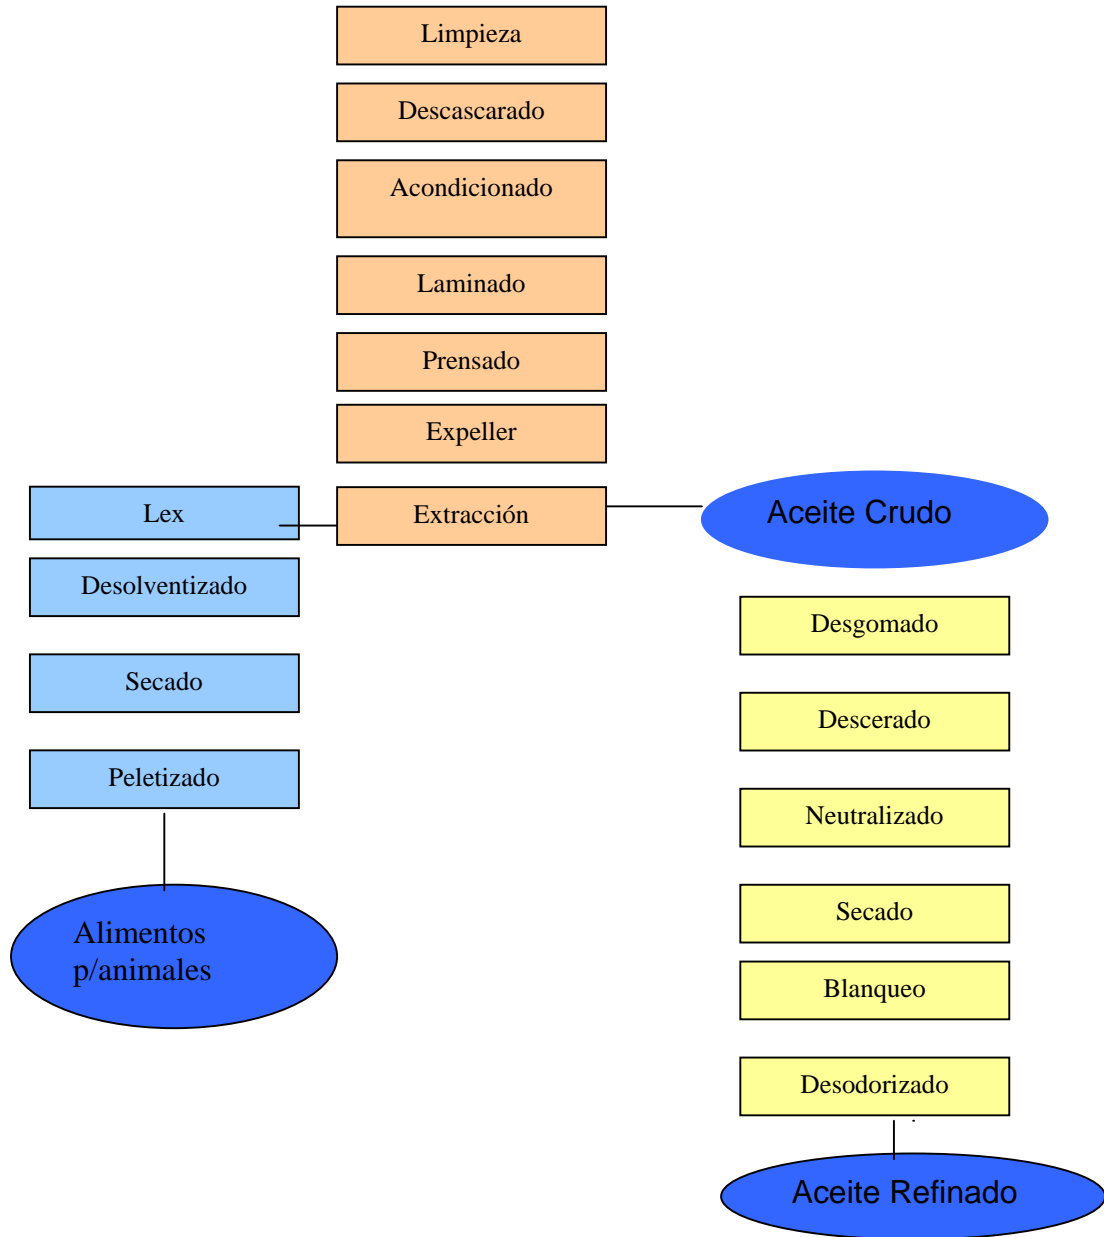 Limpieza
Descascarado
Acondicionado
Laminado
Prensado
Expeller
Extracción
Lex
Desolventizado
Secado
Peletizado
Alimentos
p/animales
Aceite Crudo
Desgomado
Descerado
Neutralizado
Secado
Blanqueo
Desodorizado
Aceite Refinado